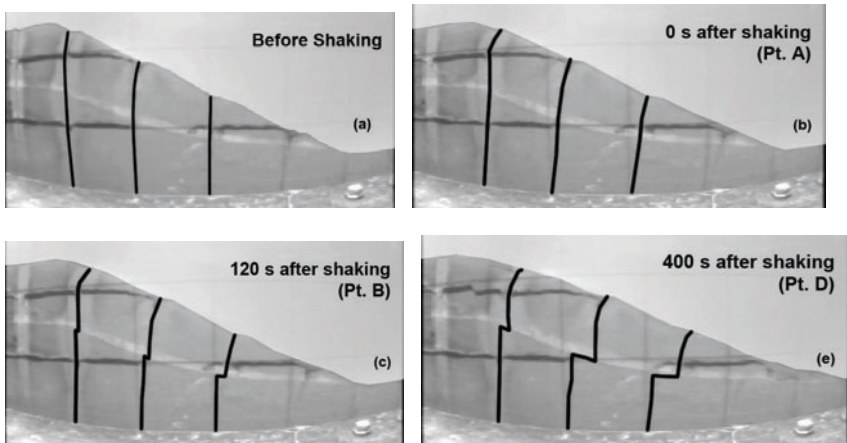 Before Shaking
(a)
0 s after shaking
(Pt. A)
(b)
120 s after shaking
(Pt. B)
(c)
400 s after shaking
(Pt. D)
(e)